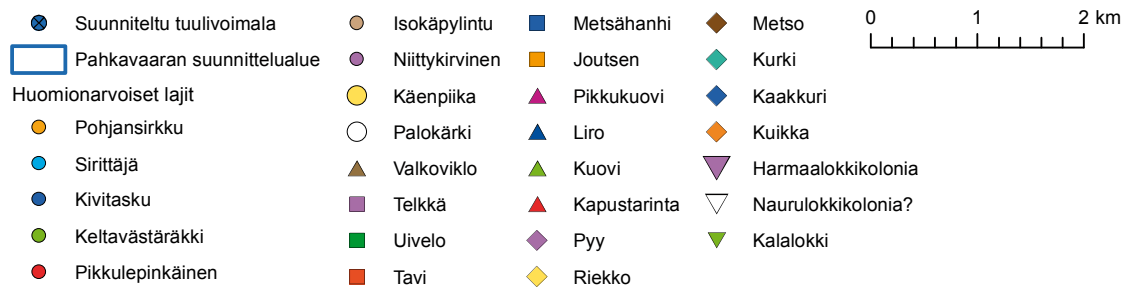 Suunniteltu tuulivoimala
Pahkavaaran suunnittelualue
Huomionarvoiset lajit
Pohjansirkku
Sirittäjä
Kivitasku
Keltavästäräkki
Pikkulepinkäinen
Isokäpylintu
Niittykirvinen
Käenpiika
Palokärki
Valkoviklo
Telkkä
Uivelo
Tavi
Metsähanhi
Joutsen
Pikkukuovi
Liro
Kuovi
Kapustarinta
Pyy
Riekko
Metso
Kurki
Kaakkuri
Kuikka
Harmaalokkikolonia
Naurulokkikolonia?
Kalalokki
0 1 2 km